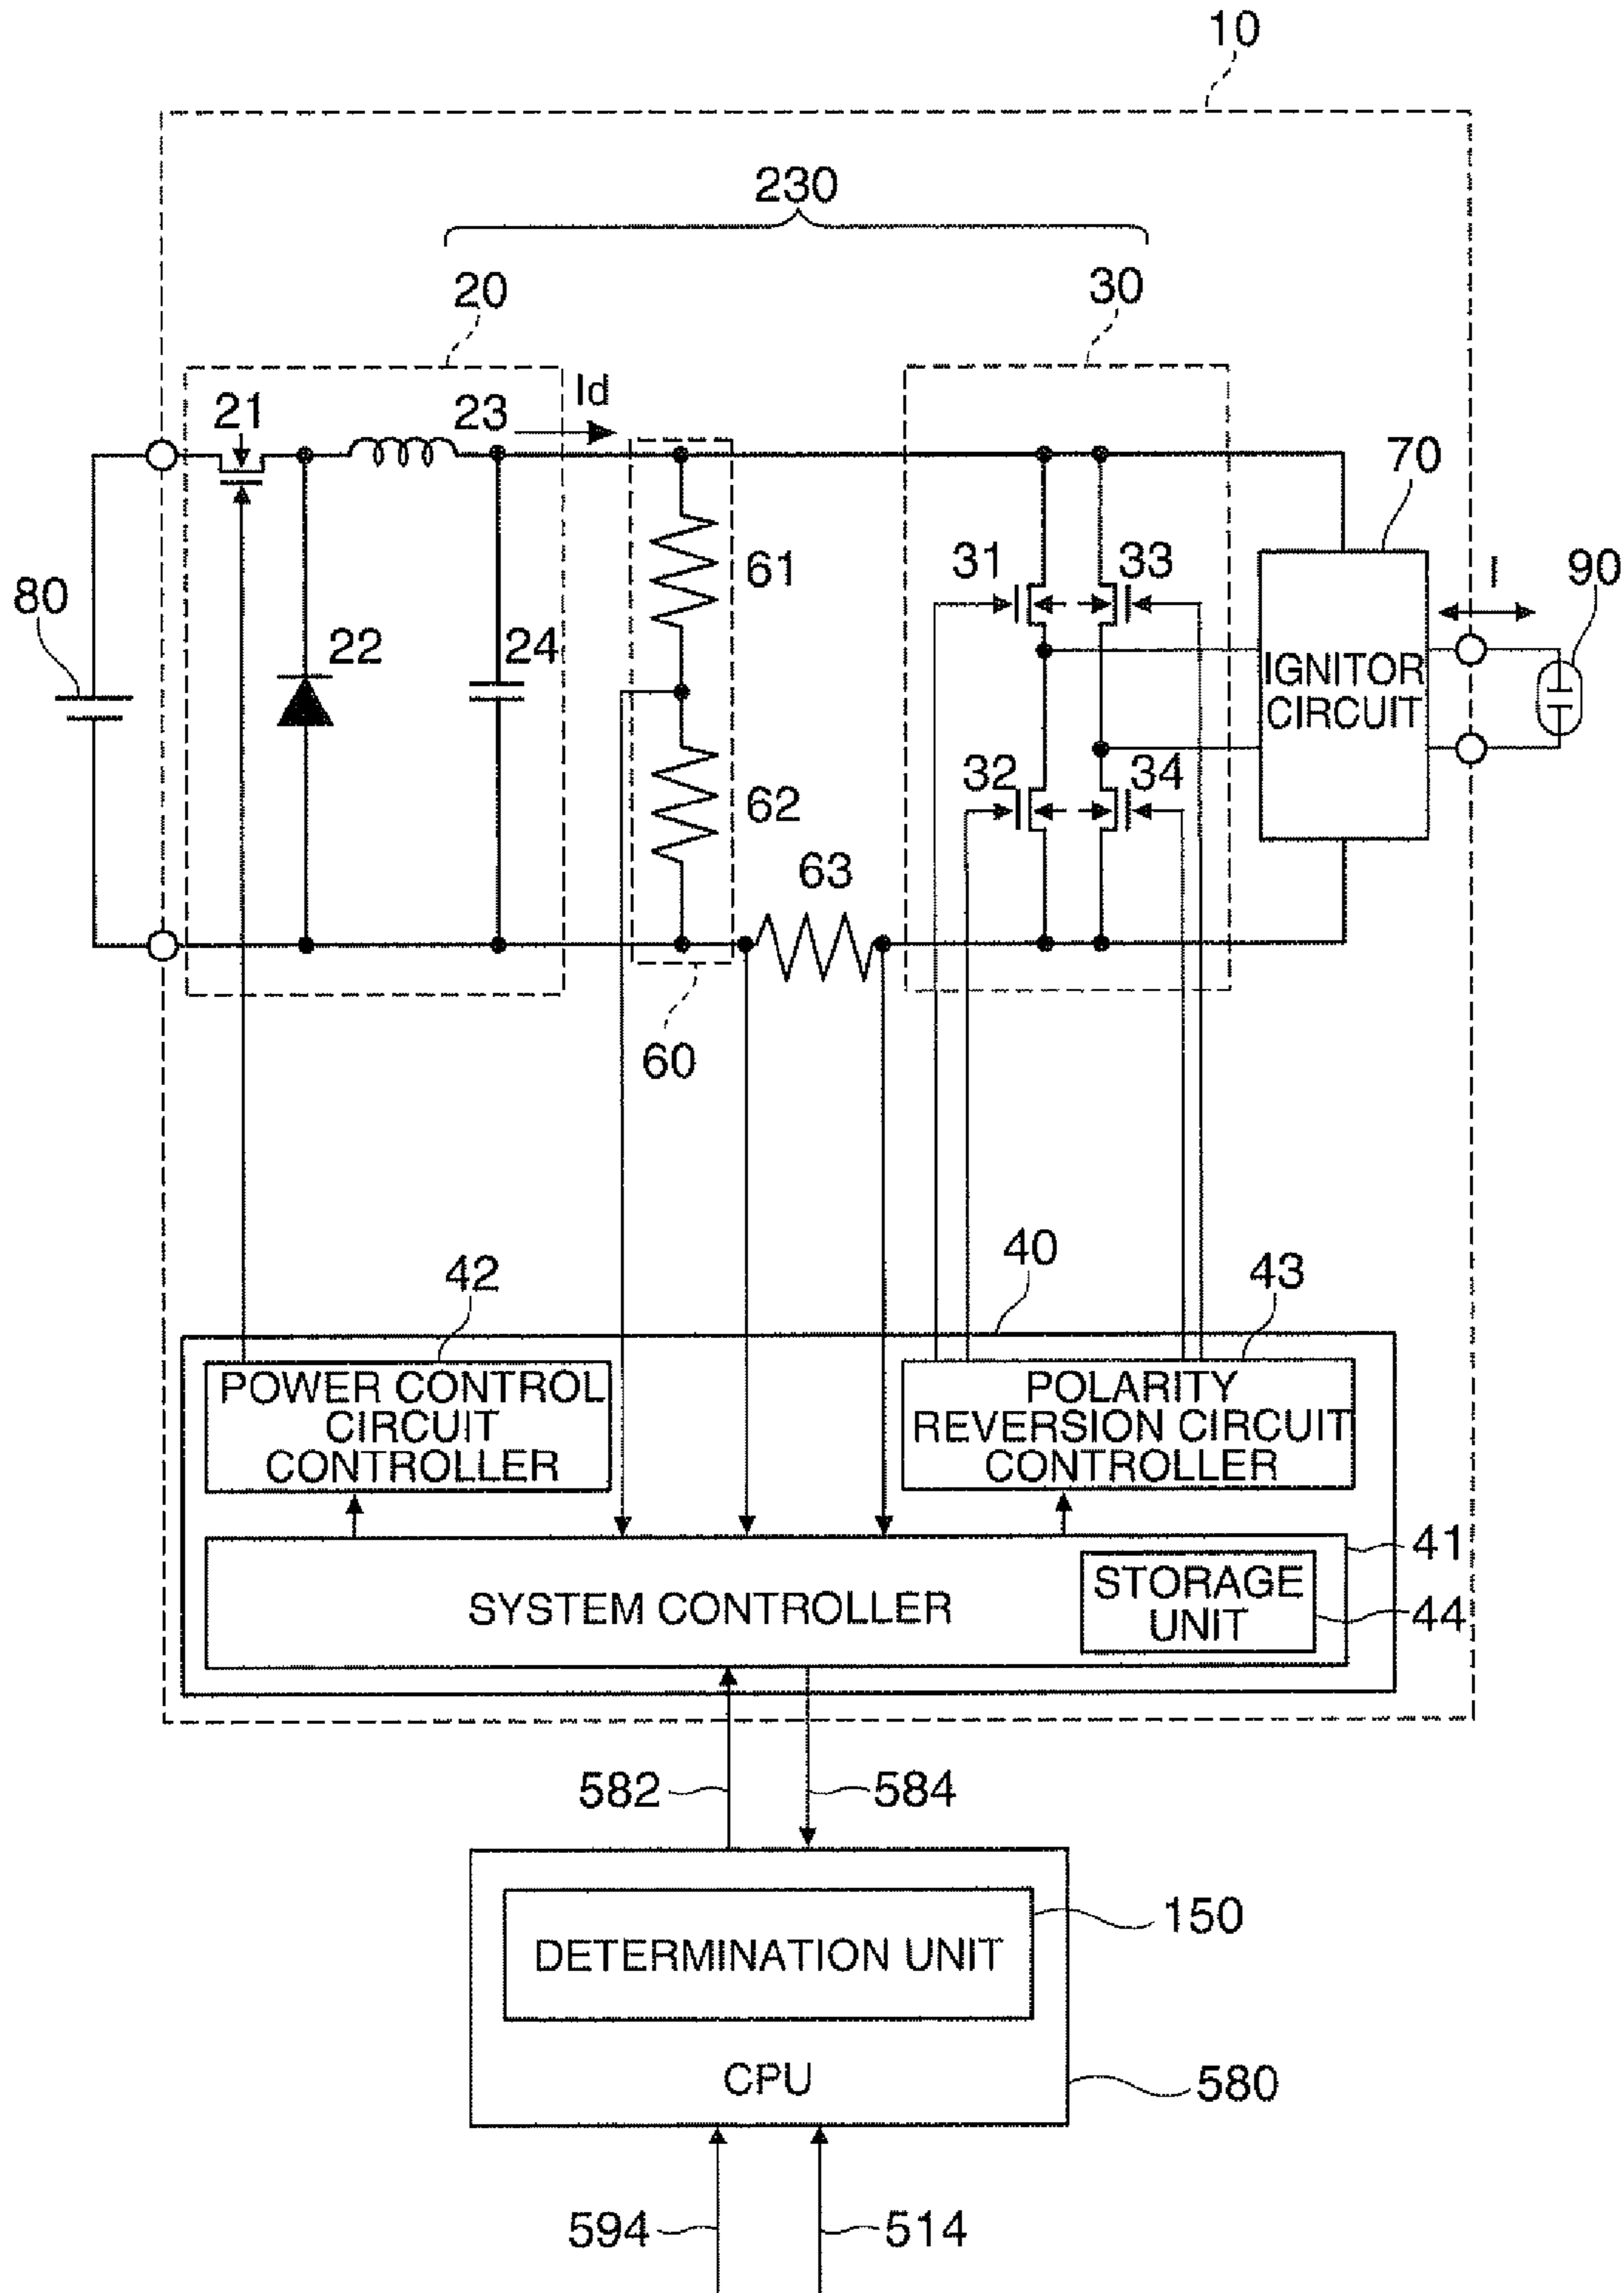 10
230
20
30
21
23
Id
70
80
22
24
61
31
33
I
90
IGNITOR
CIRCUIT
62
32
34
63
60
42
40
43
POWER CONTROL
CIRCUIT
CONTROLLER
POLARITY
REVERSION CIRCUIT
CONTROLLER
41
SYSTEM CONTROLLER
STORAGE
UNIT
44
582
584
150
DETERMINATION UNIT
CPU
580
594
514